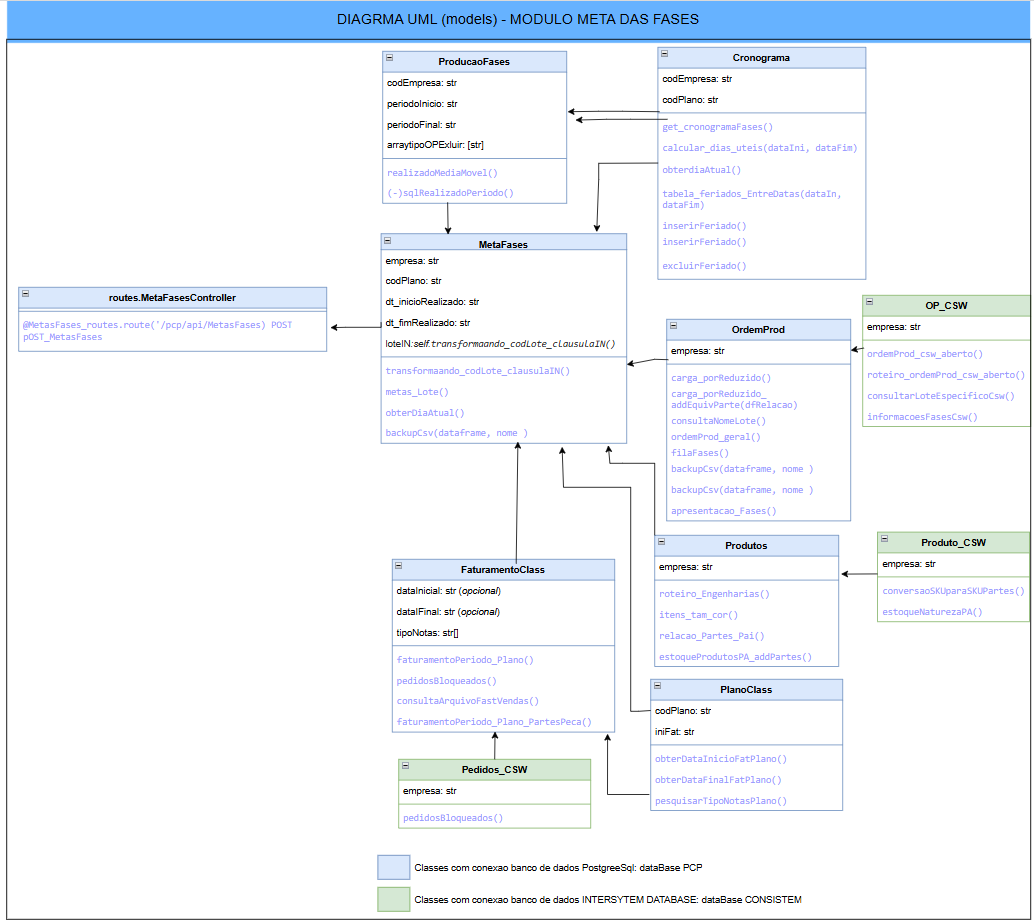 DIAGRMA UML (models) - MODULO META DAS FASES
ProducaoFases
codEmpresa: str
periodoInicio: str
periodoFinal: str
arraytipoOPExluir: [str]
realizadoMediaMovel()
(-)sqlRealizadoPeriodo()
Cronograma
codEmpresa: str
codPlano: str
get_cronogramaFases()
calcular_dias_uteis(dataIni, dataFim)
obterdiaAtual()
tabela_feriados_EntreDatas(dataIn,
dataFim)
inserirFeriado()
inserirFeriado()
excluirFeriado()
MetaFases
empresa: str
codPlano: str
dt_inicioRealizado: str
dt_fimRealizado: str
loteIN:self.transformaando_codLote_clausulaIN()
transformaando_codLote_clausulaIN()
metas_Lote()
obterDiaAtual()
backupCsv(dataframe, nome )
routes.MetaFasesController
@MetasFases_routes.route('/pcp/api/MetasFases) POST
pOST_MetasFases
OrdemProd
empresa: str
carga_porReduzido()
carga_porReduzido_
addEquivParte(dfRelacao)
consultaNomeLote()
ordemProd_geral()
filaFases()
backupCsv(dataframe, nome )
backupCsv(dataframe, nome )
apresentacao_Fases()
OP_CSW
empresa: str
ordemProd_csw_aberto()
roteiro_ordemProd_csw_aberto()
consultarLoteEspecificoCsw()
informacoesFasesCsw()
Produtos
empresa: str
roteiro_Engenharias()
itens_tam_cor()
relacao_Partes_Pai()
estoqueProdutosPA_addPartes()
Produto_CSW
empresa: str
conversaoSKUparaSKUPartes()
estoqueNaturezaPA()
FaturamentoClass
dataInicial: str (opcional)
dataIFinal: str (opcional)
tipoNotas: str[]
faturamentoPeriodo_Plano()
pedidosBloqueados()
consultaArquivoFastVendas()
faturamentoPeriodo_Plano_PartesPeca()
PlanoClass
codPlano: str
iniFat: str
obterDataInicioFatPlano()
obterDataFinalFatPlano()
pesquisarTipoNotasPlano()
Pedidos_CSW
empresa: str
pedidosBloqueados()
Classes com conexao banco de dados PostgreeSql: dataBase PCP
Classes com conexao banco de dados INTERSYTEM DATABASE: dataBase CONSISTEM